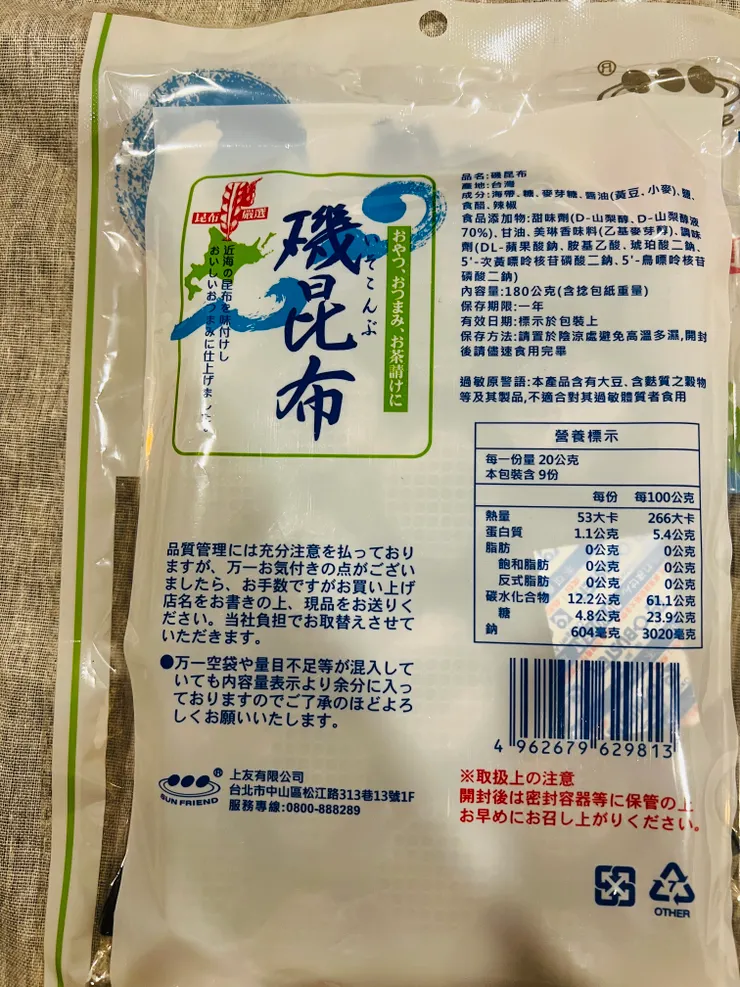 昆布 嚴選
磯昆布
いそこんぶ
おやつ、おつまみ、お茶請けに
近海の昆布を味付けし
おいしいおつまみに仕上げました。
品名:磯昆布
產地:台灣
成分:海帶、糖、麥芽糖、醬油(黃豆、小麥)、鹽、
食醋、辣椒
食品添加物:甜味劑(D-山梨醇、D-山梨醇液
70%)、甘油、美琳香味料(乙基麥芽醇)、調味
劑(DL-蘋果酸鈉、胺基乙酸、琥珀酸二鈉、
5'-次黃嘌呤核苷磷酸二鈉、5'-鳥嘌呤核苷
磷酸二鈉)
內容量:180公克(含捻包紙重量)
保存期限:一年
有效日期:標示於包裝上
保存方法:請置於陰涼處避免高溫多濕,開封
後請儘速食用完畢
過敏原警語:本產品含有大豆、含麩質之穀物
等及其製品,不適合對其過敏體質者食用
營養標示
每一份量 20公克
本包裝含 9份
每份 每100公克
熱量 53大卡 266大卡
蛋白質 1.1公克 5.4公克
脂肪 0公克 0公克
飽和脂肪 0公克 0公克
反式脂肪 0公克 0公克
碳水化合物 12.2公克 61.1公克
糖 4.8公克 23.9公克
鈉 604毫克 3020毫克
4 962679 629813
品質管理には充分注意を払っており
ますが、万一お気付きの点がござい
ましたら、お手数ですがお買い上げ
店名をお書きの上、現品をお送りく
ださい。当社負担でお取替えさせて
いただきます。
●万一空袋や量目不足等が混入して
いても内容量表示より余分に入っ
ておりますのでご了承のほどよろ
しくお願いいたします。
SUN FRIEND ®
上友有限公司
台北市中山區松江路313巷13號1F
服務專線:0800-888289
※取扱上の注意
開封後は密封容器等に保管の上
お早めにお召し上がりください。
7
OTHER